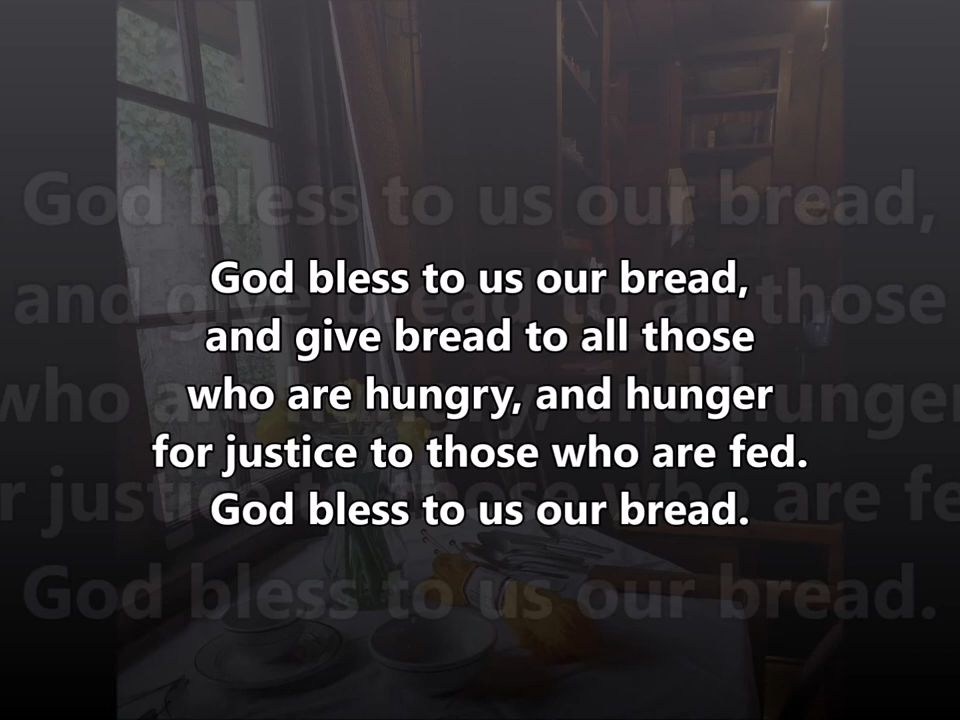 God bless to us our bread,
and give bread to all those
who are hungry, and hunger
for justice to those who are fed.
God bless to us our bread.